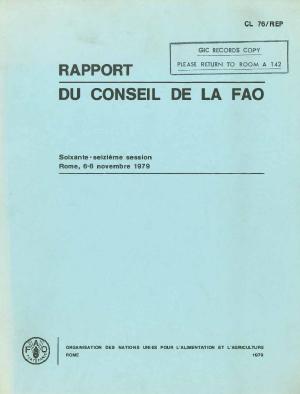 CL 76/REP
GIC RECORDS COPY
PLEASE RETURN TO ROOM A 142
RAPPORT
DU CONSEIL DE LA FAO
Soixante-seizième session
Rome, 6-8 novembre 1979
ORGANISATION DES NATIONS UNIES POUR L'ALIMENTATION ET L'AGRICULTURE
ROME 1979